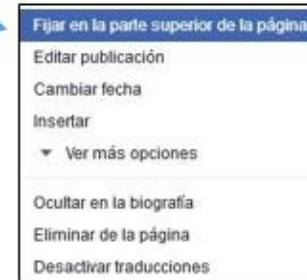 Fijar en la parte superior de la página
Editar publicación
Cambiar fecha
Insertar
Ver más opciones
Ocultar en la biografía
Eliminar de la página
Desactivar traducciones